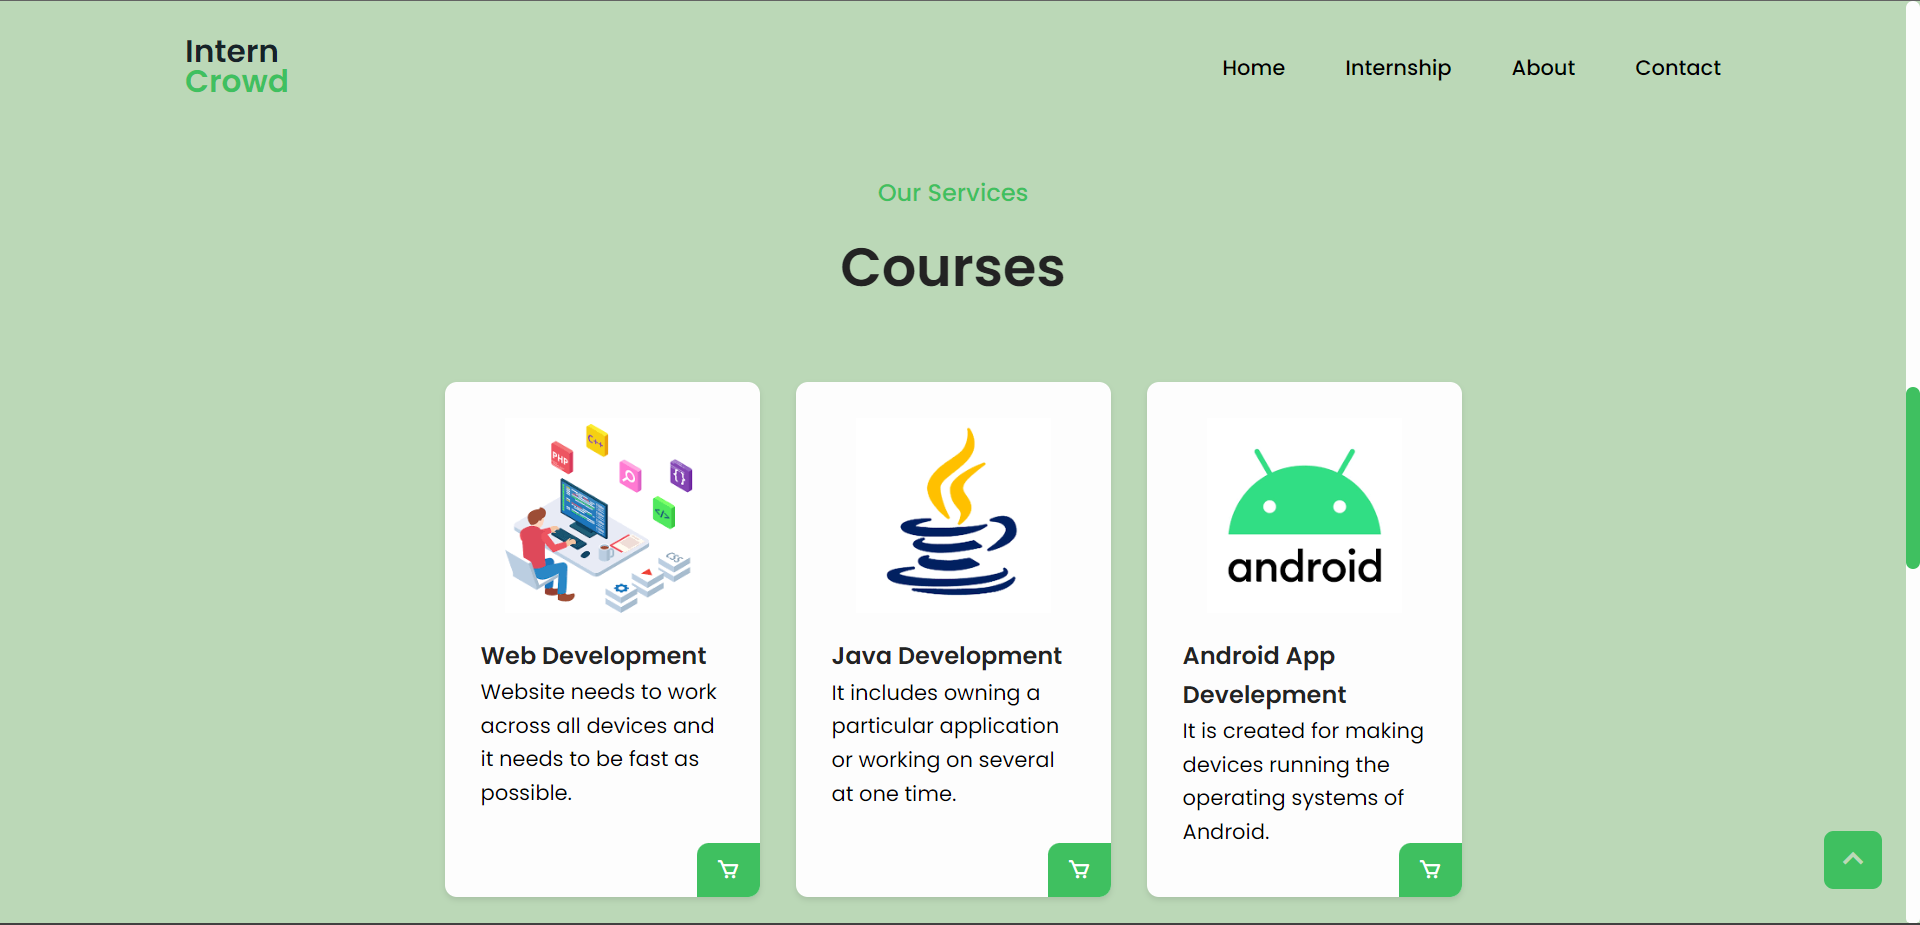 Intern
Crowd
Home Internship About Contact
Our Services
Courses
PHP
C++
{}
</>
CSS
android
Web Development
Website needs to work
across all devices and
it needs to be fast as
possible.
Java Development
It includes owning a
particular application
or working on several
at one time.
Android App
Develepment
It is created for making
devices running the
operating systems of
Android.